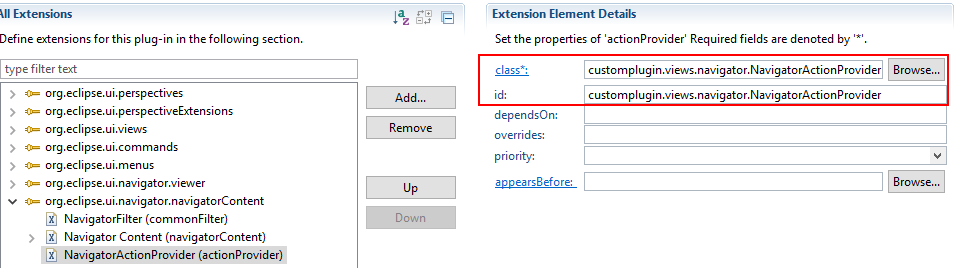 All Extensions
Define extensions for this plug-in in the following section.
type filter text
org.eclipse.ui.perspectives
org.eclipse.ui.perspectiveExtensions
org.eclipse.ui.views
org.eclipse.ui.commands
org.eclipse.ui.menus
org.eclipse.ui.navigator.viewer
org.eclipse.ui.navigator.navigatorContent
NavigatorFilter (commonFilter)
Navigator Content (navigatorContent)
NavigatorActionProvider (actionProvider)
Add...
Remove
Up
Down
Extension Element Details
Set the properties of 'actionProvider' Required fields are denoted by '*'.
class*: customplugin.views.navigator.NavigatorActionProvider Browse...
id: customplugin.views.navigator.NavigatorActionProvider
dependsOn:
overrides:
priority:
appearsBefore: Browse...